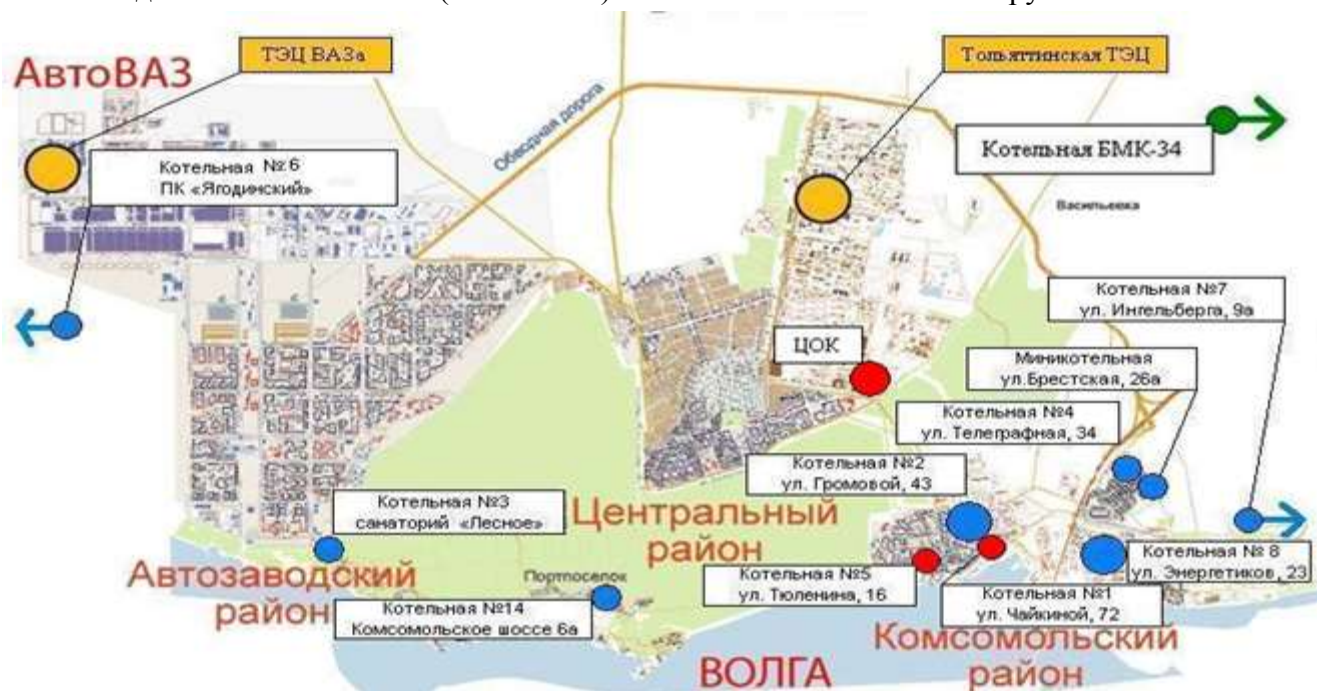 ТЭЦ ВАЗа
Тольяттинская ТЭЦ
АвтоВАЗ
Обводная дорога
Котельная БМК-34
Котельная №6
ПК «Ягодинский»
Васильевка
Котельная №7
ул. Ингельберга, 9а
ЦОК
Миникотельная
ул.Брестская, 26а
Котельная №4
ул. Телеграфная, 34
Котельная №2
ул. Громовой, 43
Котельная №3
санаторий «Лесное»
Центральный
район
Котельная № 8
ул. Энергетиков, 23
Автозаводский
район
Портпоселок
Котельная №5
ул. Тюленина, 16
Котельная №14
Комсомольское шоссе 6а
Котельная №1
ул. Чайкиной, 72
Комсомольский
район
ВОЛГА